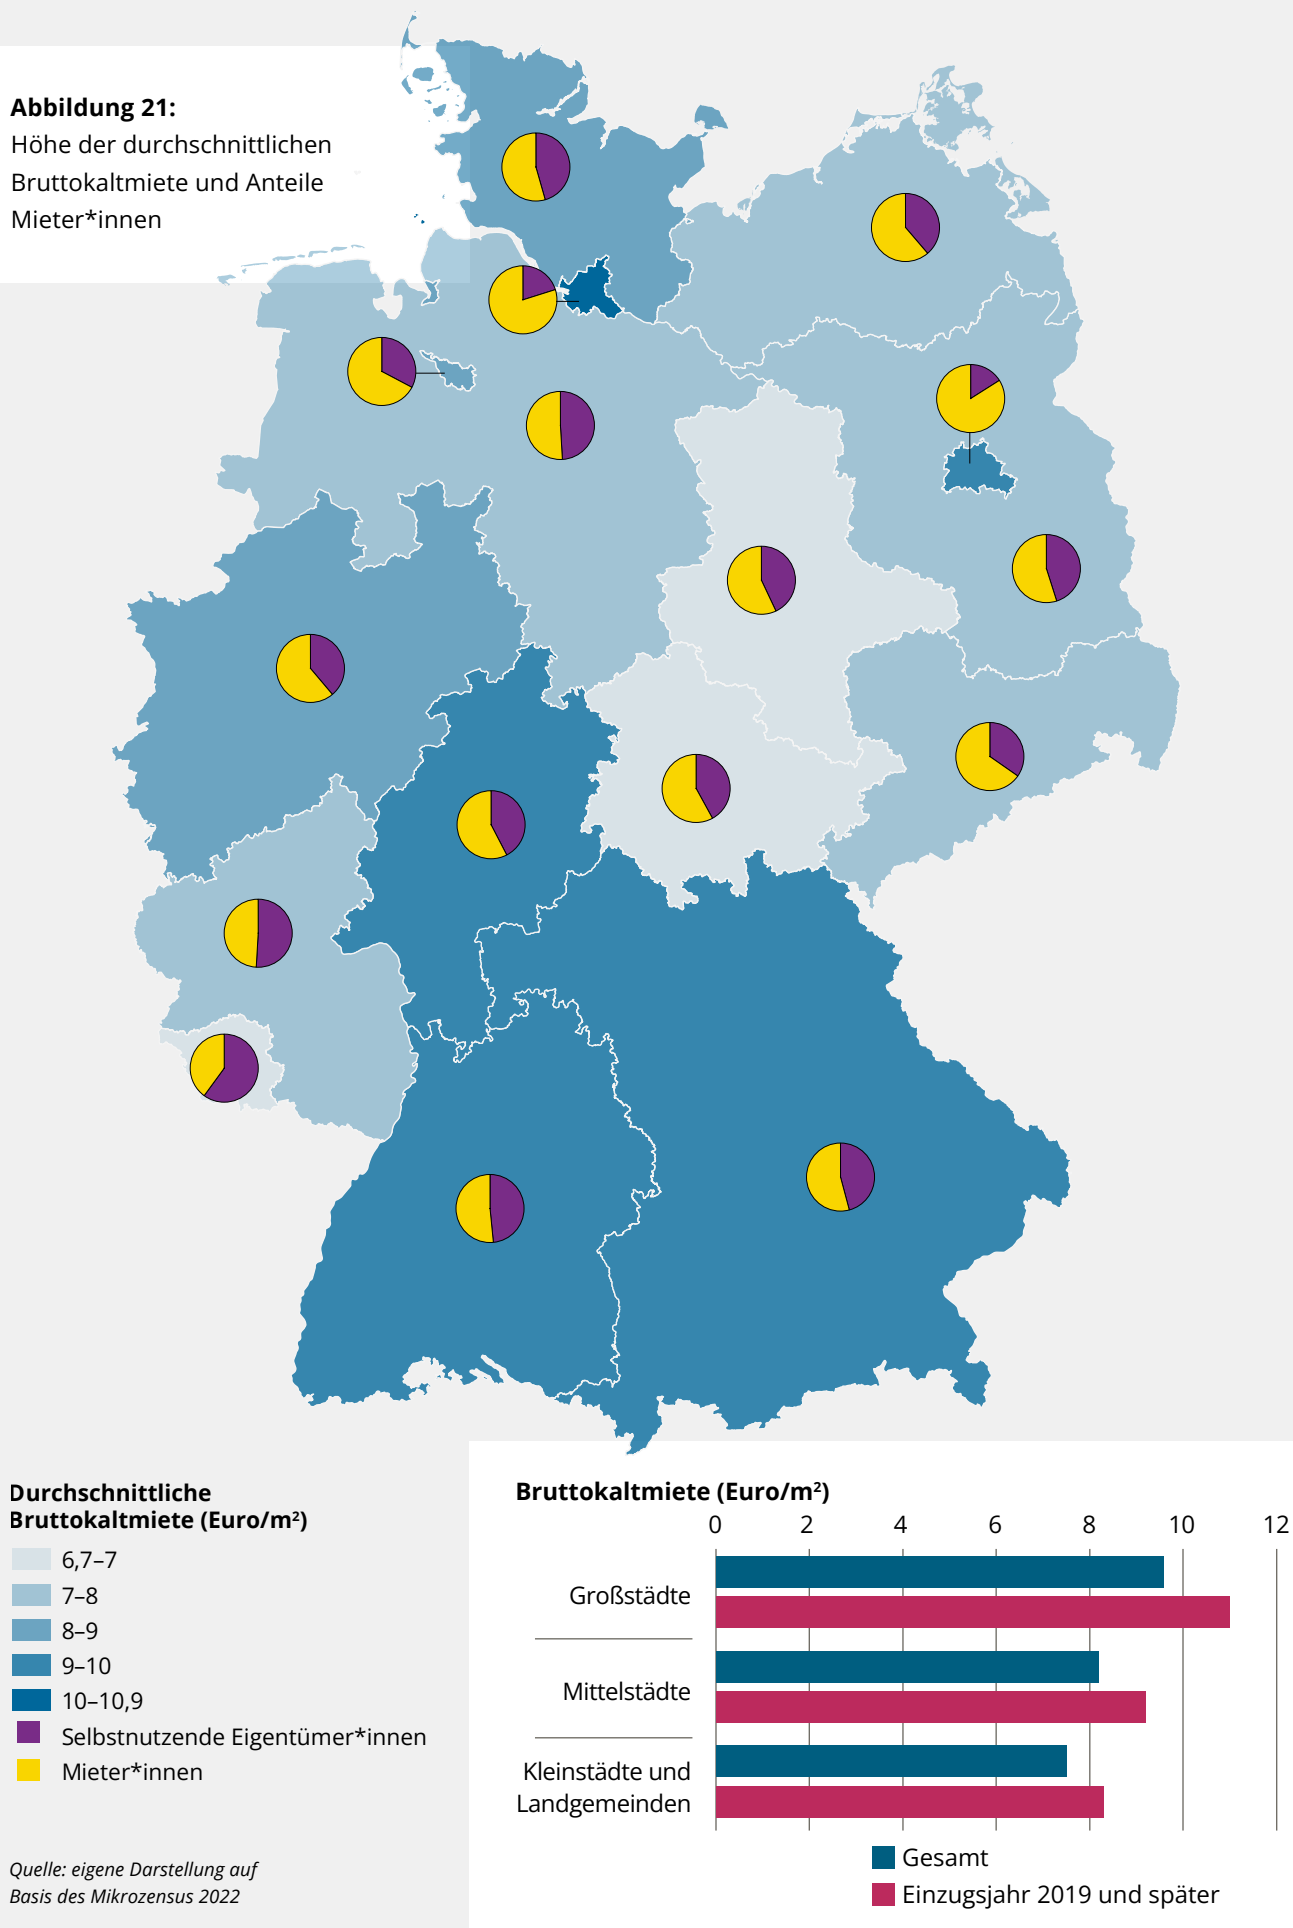 Abbildung 21:
Höhe der durchschnittlichen
Bruttokaltmiete und Anteile
Mieter*innen
Durchschnittliche
Bruttokaltmiete (Euro/m²)
6,7–7
7–8
8–9
9–10
10–10,9
Selbstnutzende Eigentümer*innen
Mieter*innen
Quelle: eigene Darstellung auf
Basis des Mikrozensus 2022
Bruttokaltmiete (Euro/m²)
0 2 4 6 8 10 12
Großstädte
Mittelstädte
Kleinstädte und
Landgemeinden
Gesamt
Einzugsjahr 2019 und später